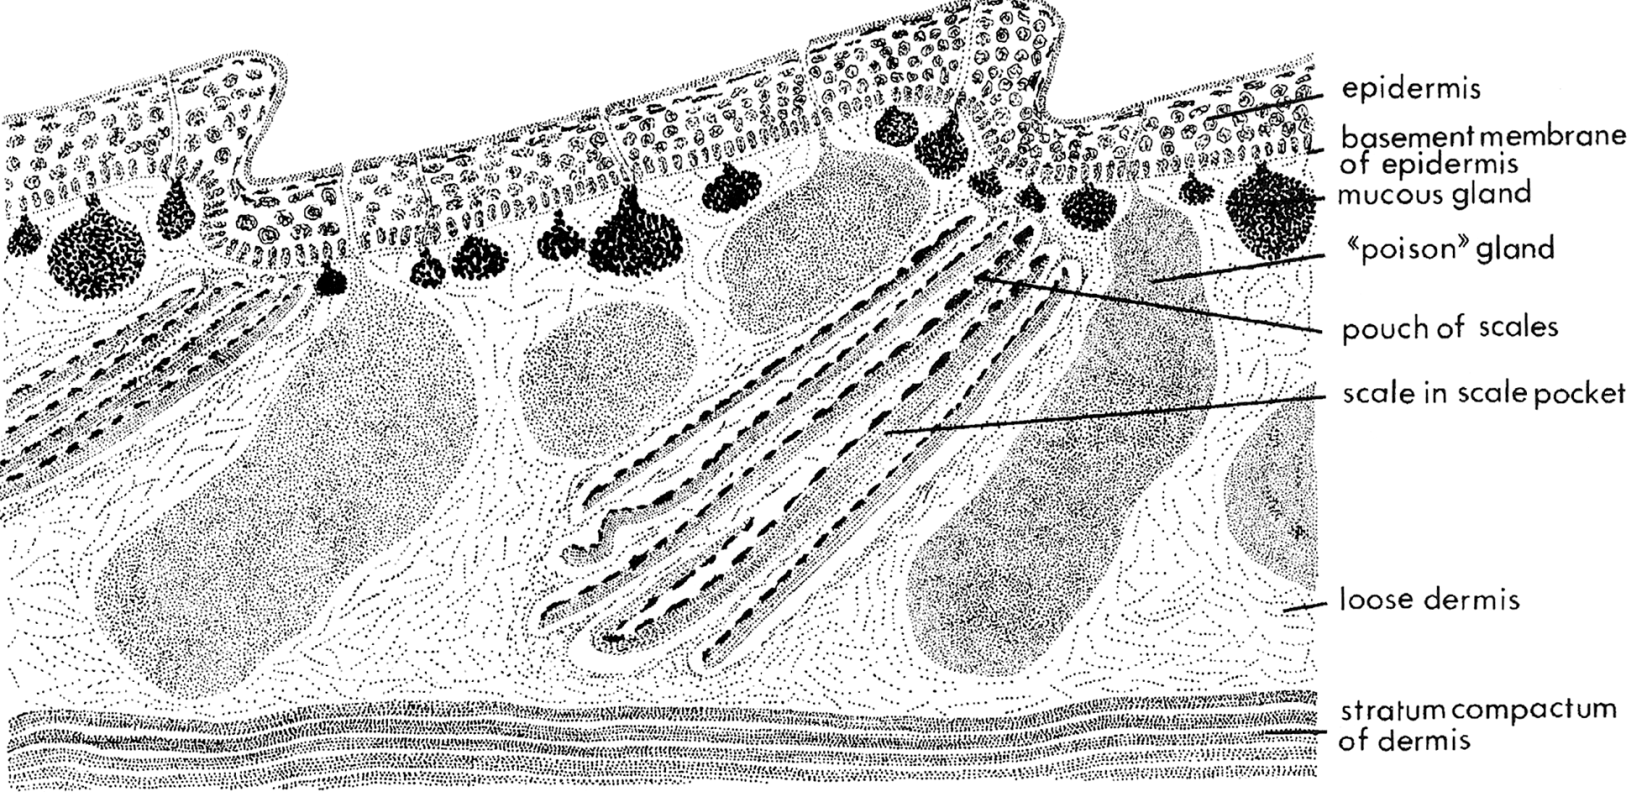 epidermis
basement membrane
of epidermis
mucous gland
«poison» gland
pouch of scales
scale in scale pocket
loose dermis
stratum compactum
of dermis